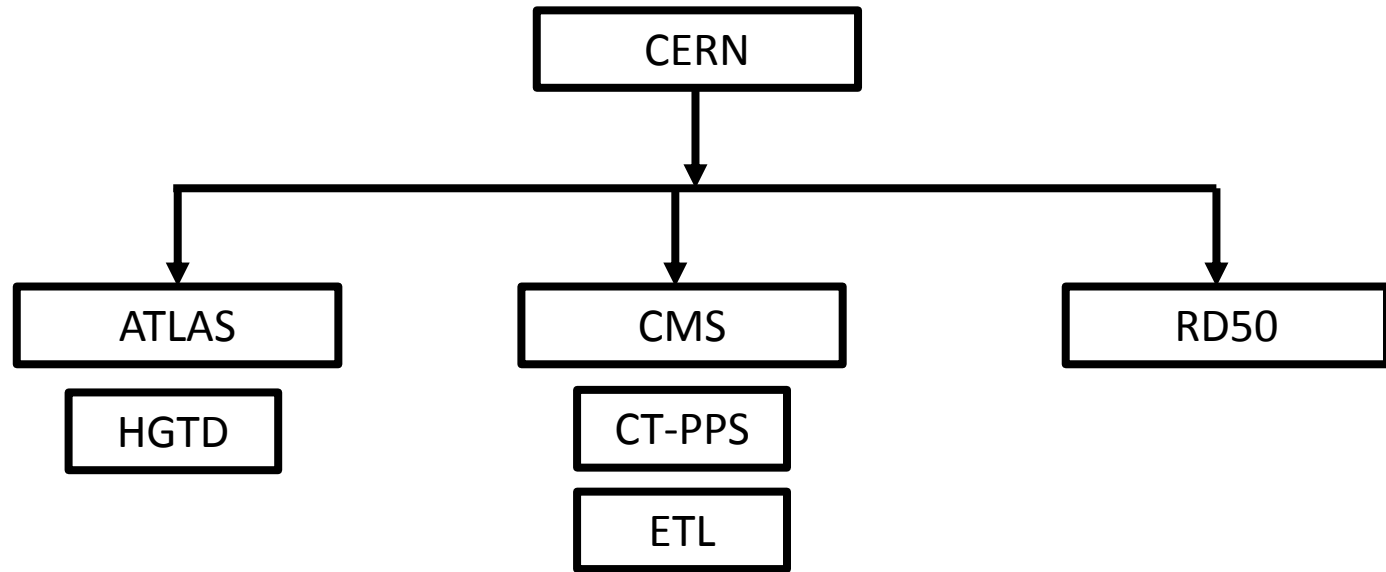 CERN
ATLAS
CMS
RD50
HGTD
CT-PPS
ETL